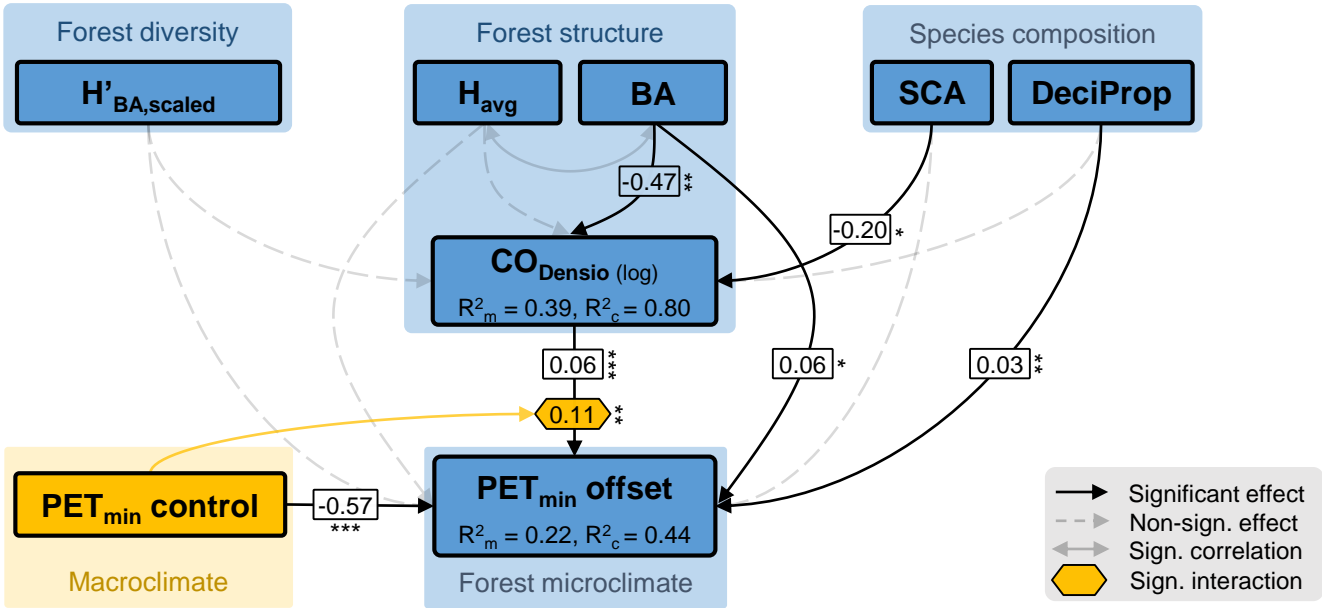 Forest diversity
H'BA,scaled
Forest structure
Havg
BA
Species composition
SCA
DeciProp
-0.47 **
-0.20 *
CODensio (log)
R²m = 0.39, R²c = 0.80
0.06 ***
0.06 *
0.03 **
0.11 **
PETmin control
Macroclimate
-0.57
***
PETmin offset
R²m = 0.22, R²c = 0.44
Forest microclimate
Significant effect
Non-sign. effect
Sign. correlation
Sign. interaction